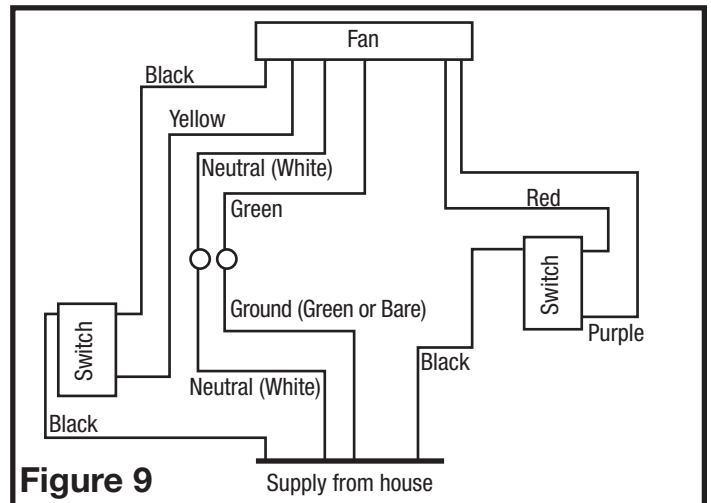 Fan
Black
Yellow
Neutral (White)
Green
Red
Switch
Ground (Green or Bare)
Purple
Switch
Black
Neutral (White)
Black
Figure 9
Supply from house